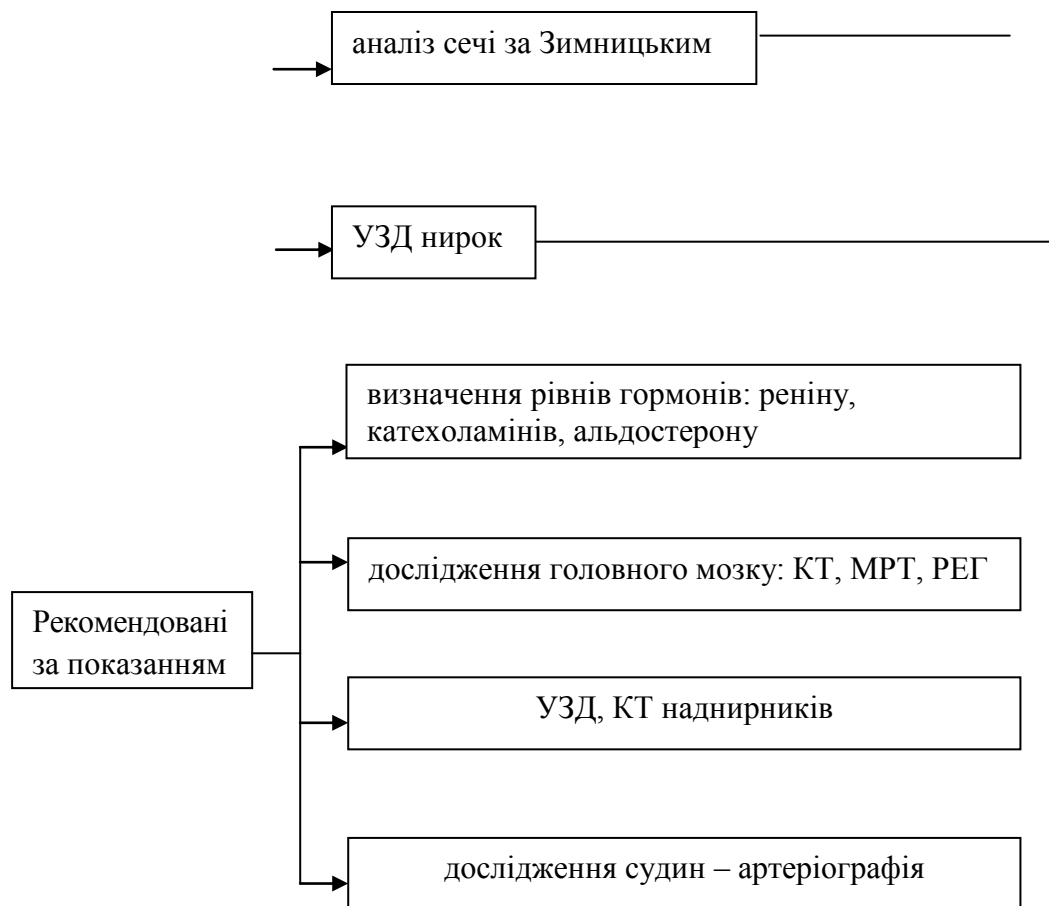 аналіз сечі за Зимницьким
УЗД нирок
визначення рівнів гормонів: реніну,
катехоламінів, альдостерону
дослідження головного мозку: КТ, МРТ, РЕГ
Рекомендовані
за показанням
УЗД, КТ наднирників
дослідження судин – артеріографія